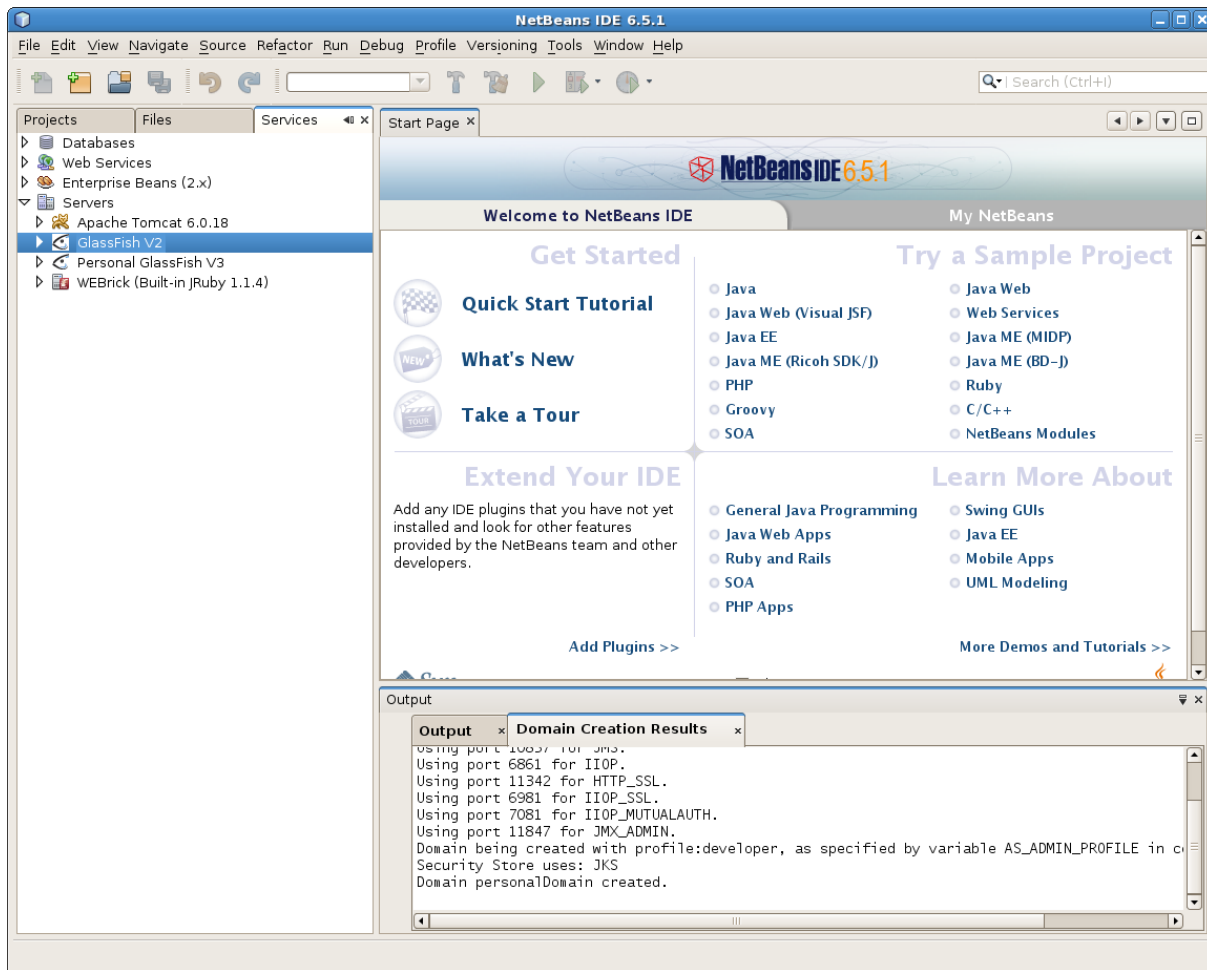 NetBeans IDE 6.5.1
File Edit View Navigate Source Refactor Run Debug Profile Versioning Tools Window Help
Search (Ctrl+I)
Projects Files Services
Databases
Web Services
Enterprise Beans (2.x)
Servers
Apache Tomcat 6.0.18
GlassFish V2
Personal GlassFish V3
WEBrick (Built-in JRuby 1.1.4)
Start Page
NetBeans IDE 6.5.1
Welcome to NetBeans IDE
My NetBeans
Get Started
Quick Start Tutorial
NEW
What's New
TOUR
Take a Tour
Try a Sample Project
Java
Java Web (Visual JSF)
Java EE
Java ME (Ricoh SDK/J)
PHP
Groovy
SOA
Java Web
Web Services
Java ME (MIDP)
Java ME (BD-J)
Ruby
C/C++
NetBeans Modules
Extend Your IDE
Add any IDE plugins that you have not yet
installed and look for other features
provided by the NetBeans team and other
developers.
Add Plugins >>
Learn More About
General Java Programming
Java Web Apps
Ruby and Rails
SOA
PHP Apps
Swing GUIs
Java EE
Mobile Apps
UML Modeling
More Demos and Tutorials >>
Output
Output
Domain Creation Results
Using port 10857 for JMS.
Using port 6861 for IIOP.
Using port 11342 for HTTP_SSL.
Using port 6981 for IIOP_SSL.
Using port 7081 for IIOP_MUTUALAUTH.
Using port 11847 for JMX_ADMIN.
Domain being created with profile:developer, as specified by variable AS_ADMIN_PROFILE in
Security Store uses: JKS
Domain personalDomain created.